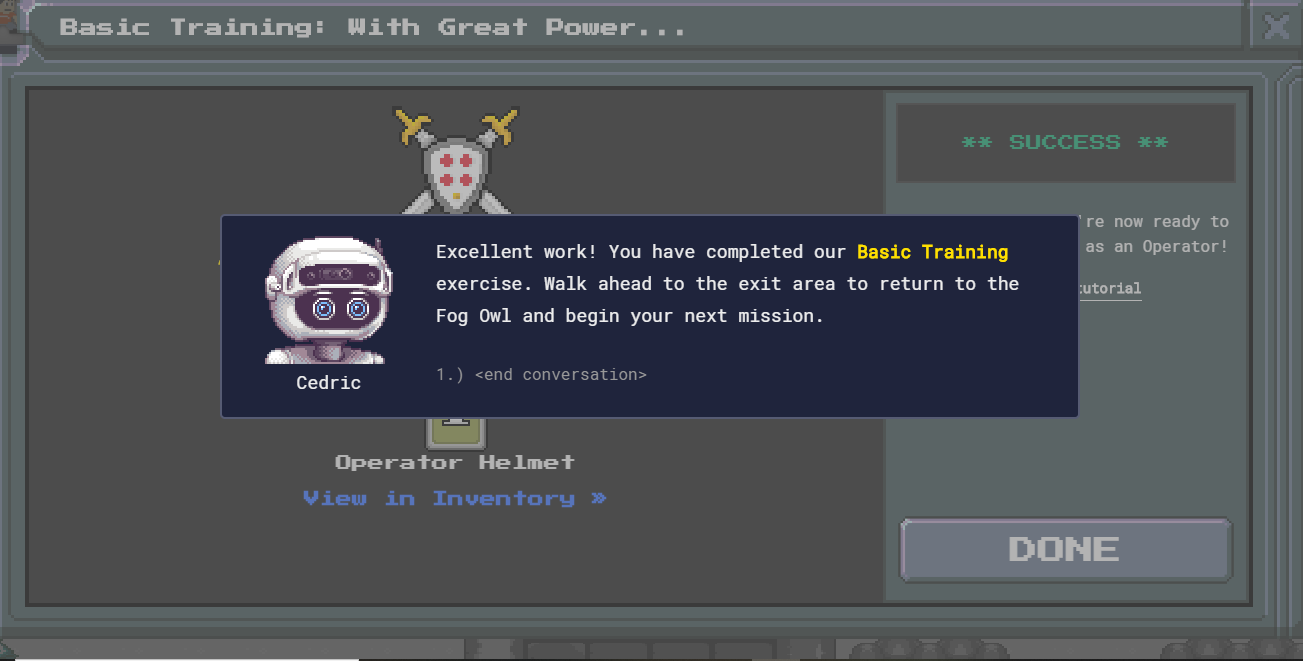 Basic Training: With Great Power...
** SUCCESS **
're now ready to
as an Operator!
tutorial
Excellent work! You have completed our Basic Training
exercise. Walk ahead to the exit area to return to the
Fog Owl and begin your next mission.
1.) <end conversation>
Cedric
Operator Helmet
View in Inventory »
DONE